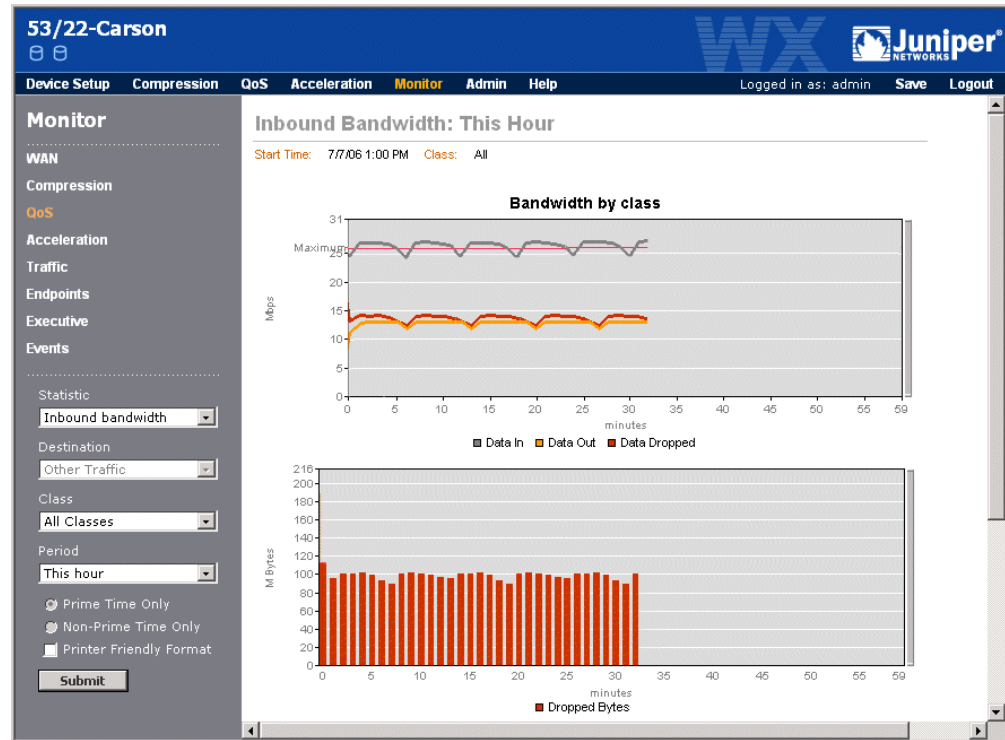 53/22-Carson
WX
Juniper®
NETWORKS
Device Setup Compression QoS Acceleration Monitor Admin Help Logged in as: admin Save Logout
Monitor
WAN
Compression
QoS
Acceleration
Traffic
Endpoints
Executive
Events
Statistic
Inbound bandwidth
Destination
Other Traffic
Class
All Classes
Period
This hour
Prime Time Only
Non-Prime Time Only
Printer Friendly Format
Submit
Inbound Bandwidth: This Hour
Start Time: 7/7/06 1:00 PM Class: All
Bandwidth by class
31
Maximum
25
20
15
10
5
0
Mbps
0 5 10 15 20 25 30 35 40 45 50 55 59
minutes
Data In Data Out Data Dropped
216
200
180
160
140
120
100
80
60
40
20
0
M Bytes
0 5 10 15 20 25 30 35 40 45 50 55 59
minutes
Dropped Bytes